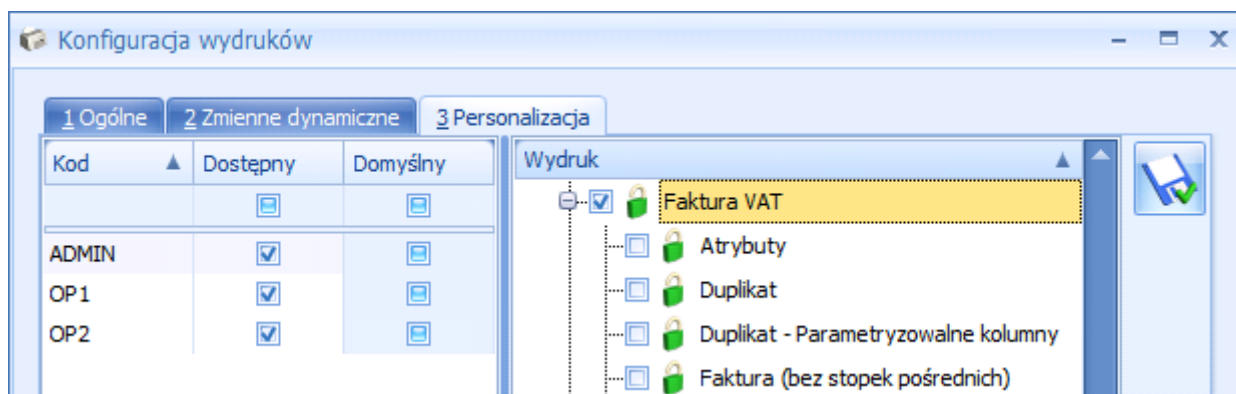 Konfiguracja wydruków
1 Ogólne 2 Zmienne dynamiczne 3 Personalizacja
Kod Dostępny Domyślny
ADMIN
OP1
OP2
Wydruk
Faktura VAT
Atrybuty
Duplikat
Duplikat - Parametryzowalne kolumny
Faktura (bez stopek pośrednich)